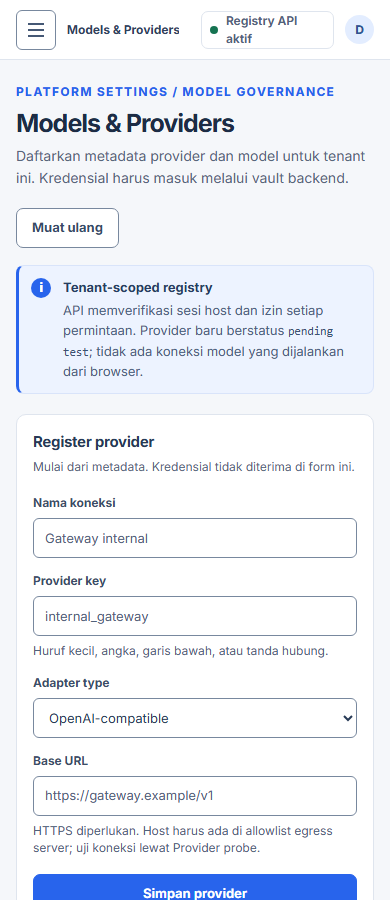 Models & Providers
Registry API
aktif
D
PLATFORM SETTINGS / MODEL GOVERNANCE
Models & Providers
Daftarkan metadata provider dan model untuk tenant
ini. Kredensial harus masuk melalui vault backend.
Muat ulang
i
Tenant-scoped registry
API memverifikasi sesi host dan izin setiap
permintaan. Provider baru berstatus pending
test; tidak ada koneksi model yang dijalankan
dari browser.
Register provider
Mulai dari metadata. Kredensial tidak diterima di form ini.
Nama koneksi
Gateway internal
Provider key
internal_gateway
Huruf kecil, angka, garis bawah, atau tanda hubung.
Adapter type
OpenAI-compatible
Base URL
https://gateway.example/v1
HTTPS diperlukan. Host harus ada di allowlist egress
server; uji koneksi lewat Provider probe.
Simpan provider